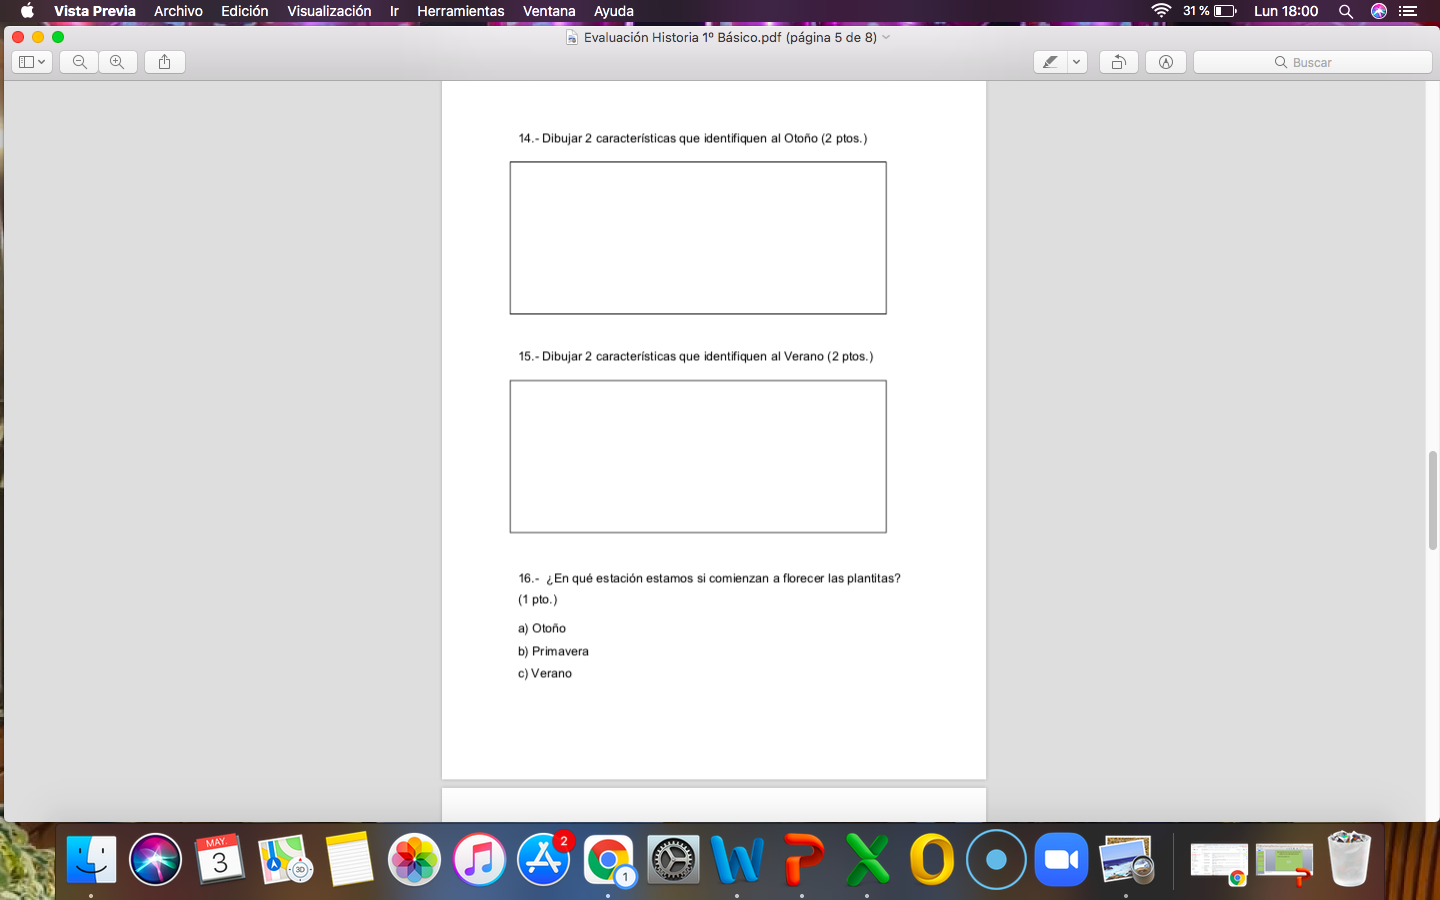 Vista Previa Archivo Edición Visualización Ir Herramientas Ventana Ayuda 31 % Lun 18:00
Evaluación Historia 1º Básico.pdf (página 5 de 8)
Buscar
14.- Dibujar 2 características que identifiquen al Otoño (2 ptos.)
15.- Dibujar 2 características que identifiquen al Verano (2 ptos.)
16.- ¿En qué estación estamos si comienzan a florecer las plantitas?
(1 pto.)
a) Otoño
b) Primavera
c) Verano
MAY.
3
3D
2
1